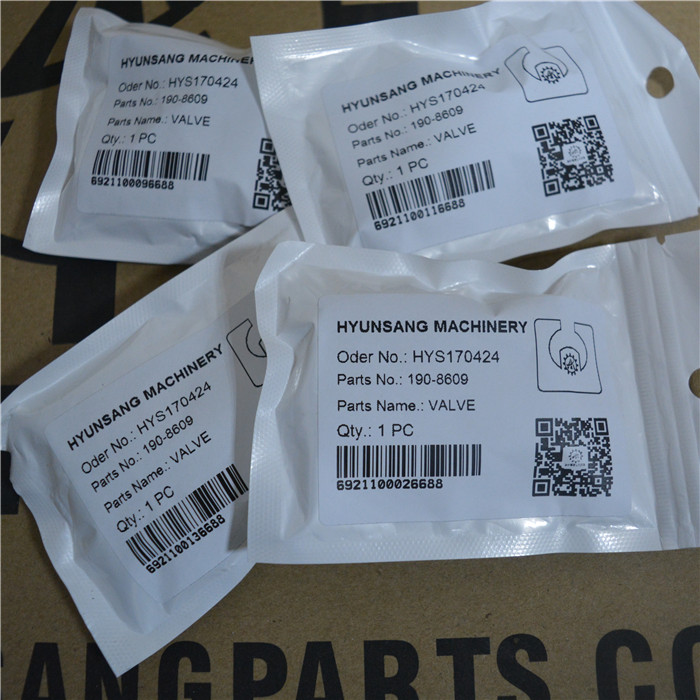 HYUNSANG MACHINERY
Oder No.: HYS170424
Parts No.: 190-8609
Parts Name.: VALVE
Qty.: 1 PC
6921100096688
HYUNSANG MACHINERY
Oder No.: HYS170424
Parts No.: 190-8609
Parts Name.: VALVE
Qty.: 1 PC
6921100116688
HYUNSANG MACHINERY
Oder No.: HYS170424
Parts No.: 190-8609
Parts Name.: VALVE
Qty.: 1 PC
6921100136688
HYUNSANG MACHINERY
Oder No.: HYS170424
Parts No.: 190-8609
Parts Name.: VALVE
Qty.: 1 PC
6921100026688
SANGPARTS.CO